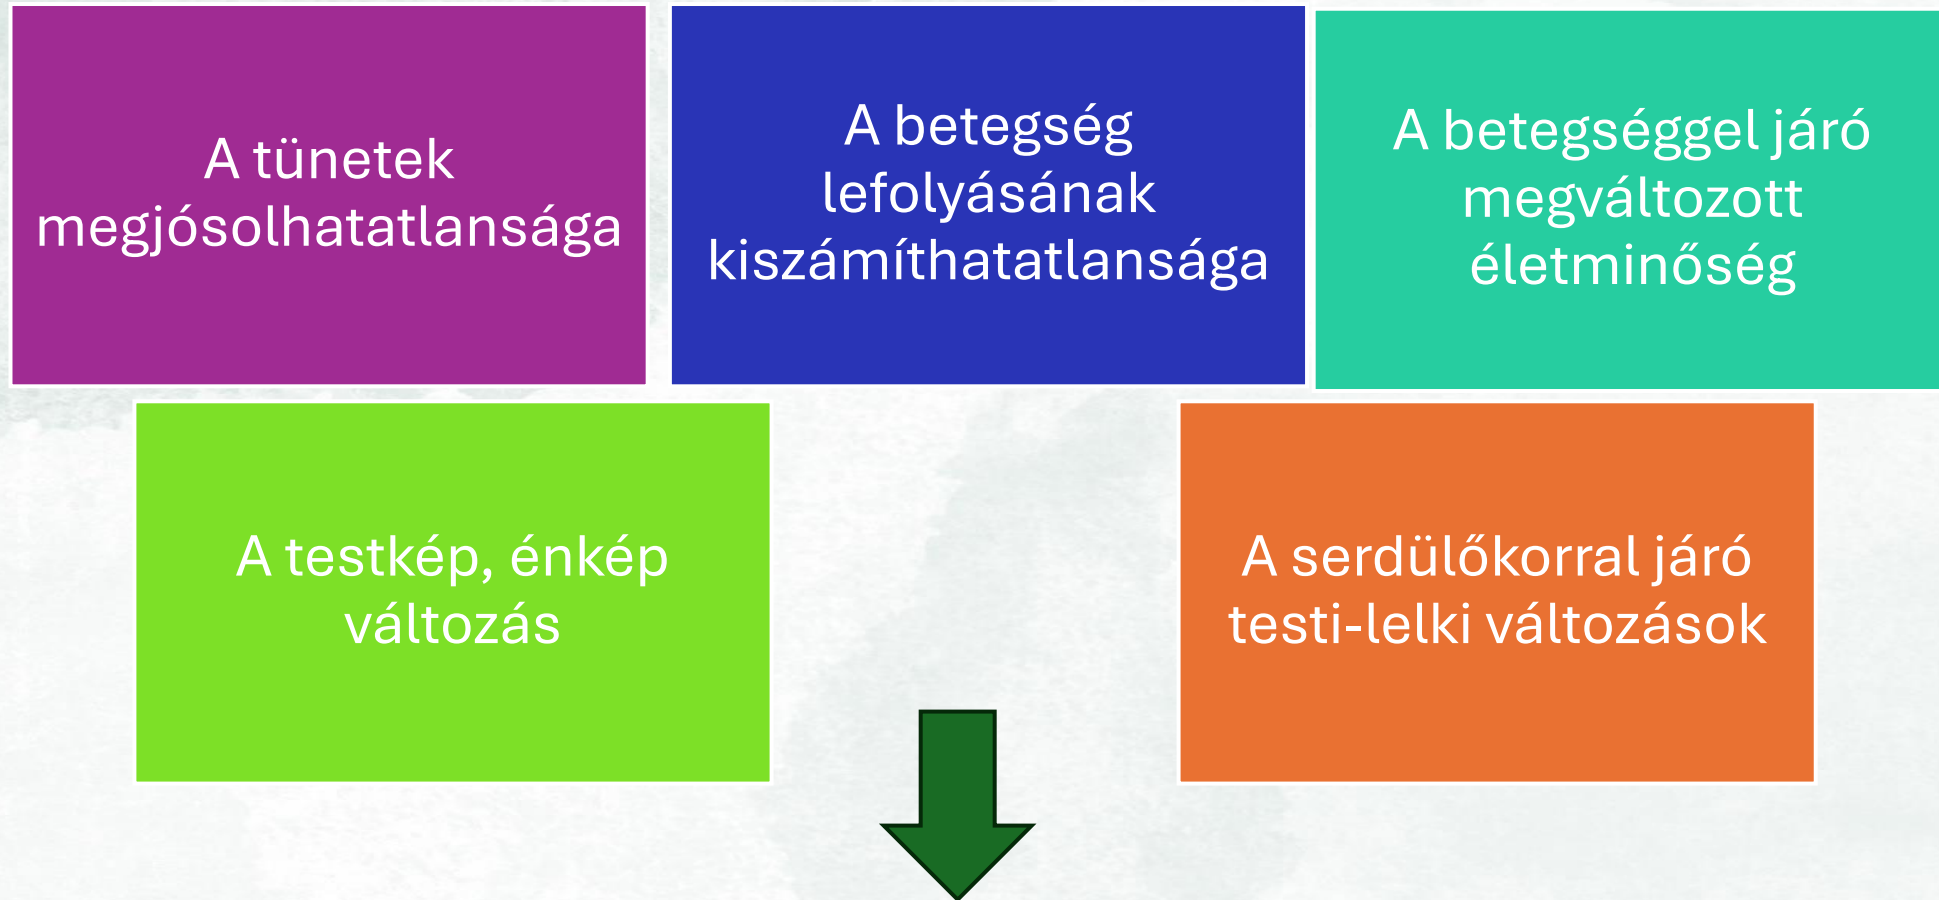 A tünetek
megjósolhatatlansága
A betegség
lefolyásának
kiszámíthatatlansága
A betegséggel járó
megváltozott
életminőség
A testkép, énkép
változás
A serdülőkorral járó
testi-lelki változások